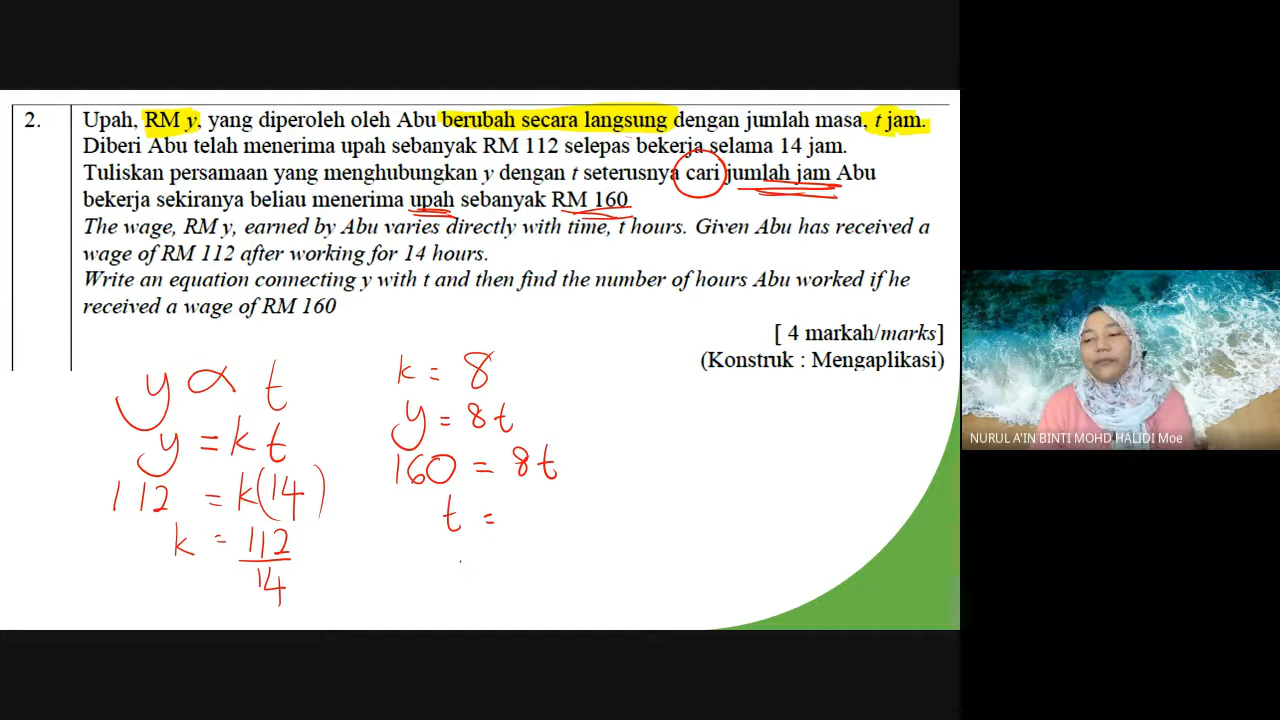 2.
Upah, RM y, yang diperoleh oleh Abu berubah secara langsung dengan jumlah masa, t jam.
Diberi Abu telah menerima upah sebanyak RM 112 selepas bekerja selama 14 jam.
Tuliskan persamaan yang menghubungkan y dengan t seterusnya cari jumlah jam Abu
bekerja sekiranya beliau menerima upah sebanyak RM 160
The wage, RM y, earned by Abu varies directly with time, t hours. Given Abu has received a
wage of RM 112 after working for 14 hours.
Write an equation connecting y with t and then find the number of hours Abu worked if he
received a wage of RM 160
[ 4 markah/marks]
(Konstruk : Mengaplikasi)
y ∝ t
y = kt
112 = k(14)
k = 112/14
k = 8
y = 8t
160 = 8t
t =
NURUL A'IN BINTI MOHD HALIDI Moe